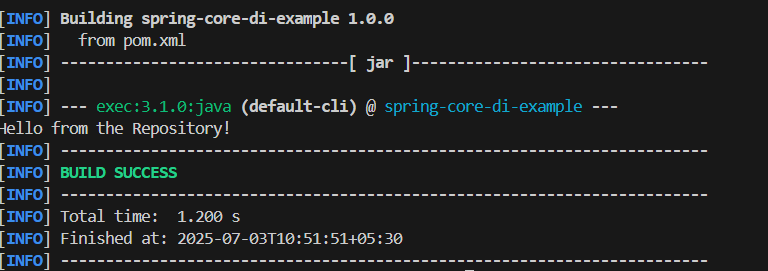 [INFO] Building spring-core-di-example 1.0.0
[INFO]   from pom.xml
[INFO] --------------------------------[ jar ]---------------------------------
[INFO]
[INFO] --- exec:3.1.0:java (default-cli) @ spring-core-di-example ---
Hello from the Repository!
[INFO] ------------------------------------------------------------------------
[INFO] BUILD SUCCESS
[INFO] ------------------------------------------------------------------------
[INFO] Total time:  1.200 s
[INFO] Finished at: 2025-07-03T10:51:51+05:30
[INFO] ------------------------------------------------------------------------